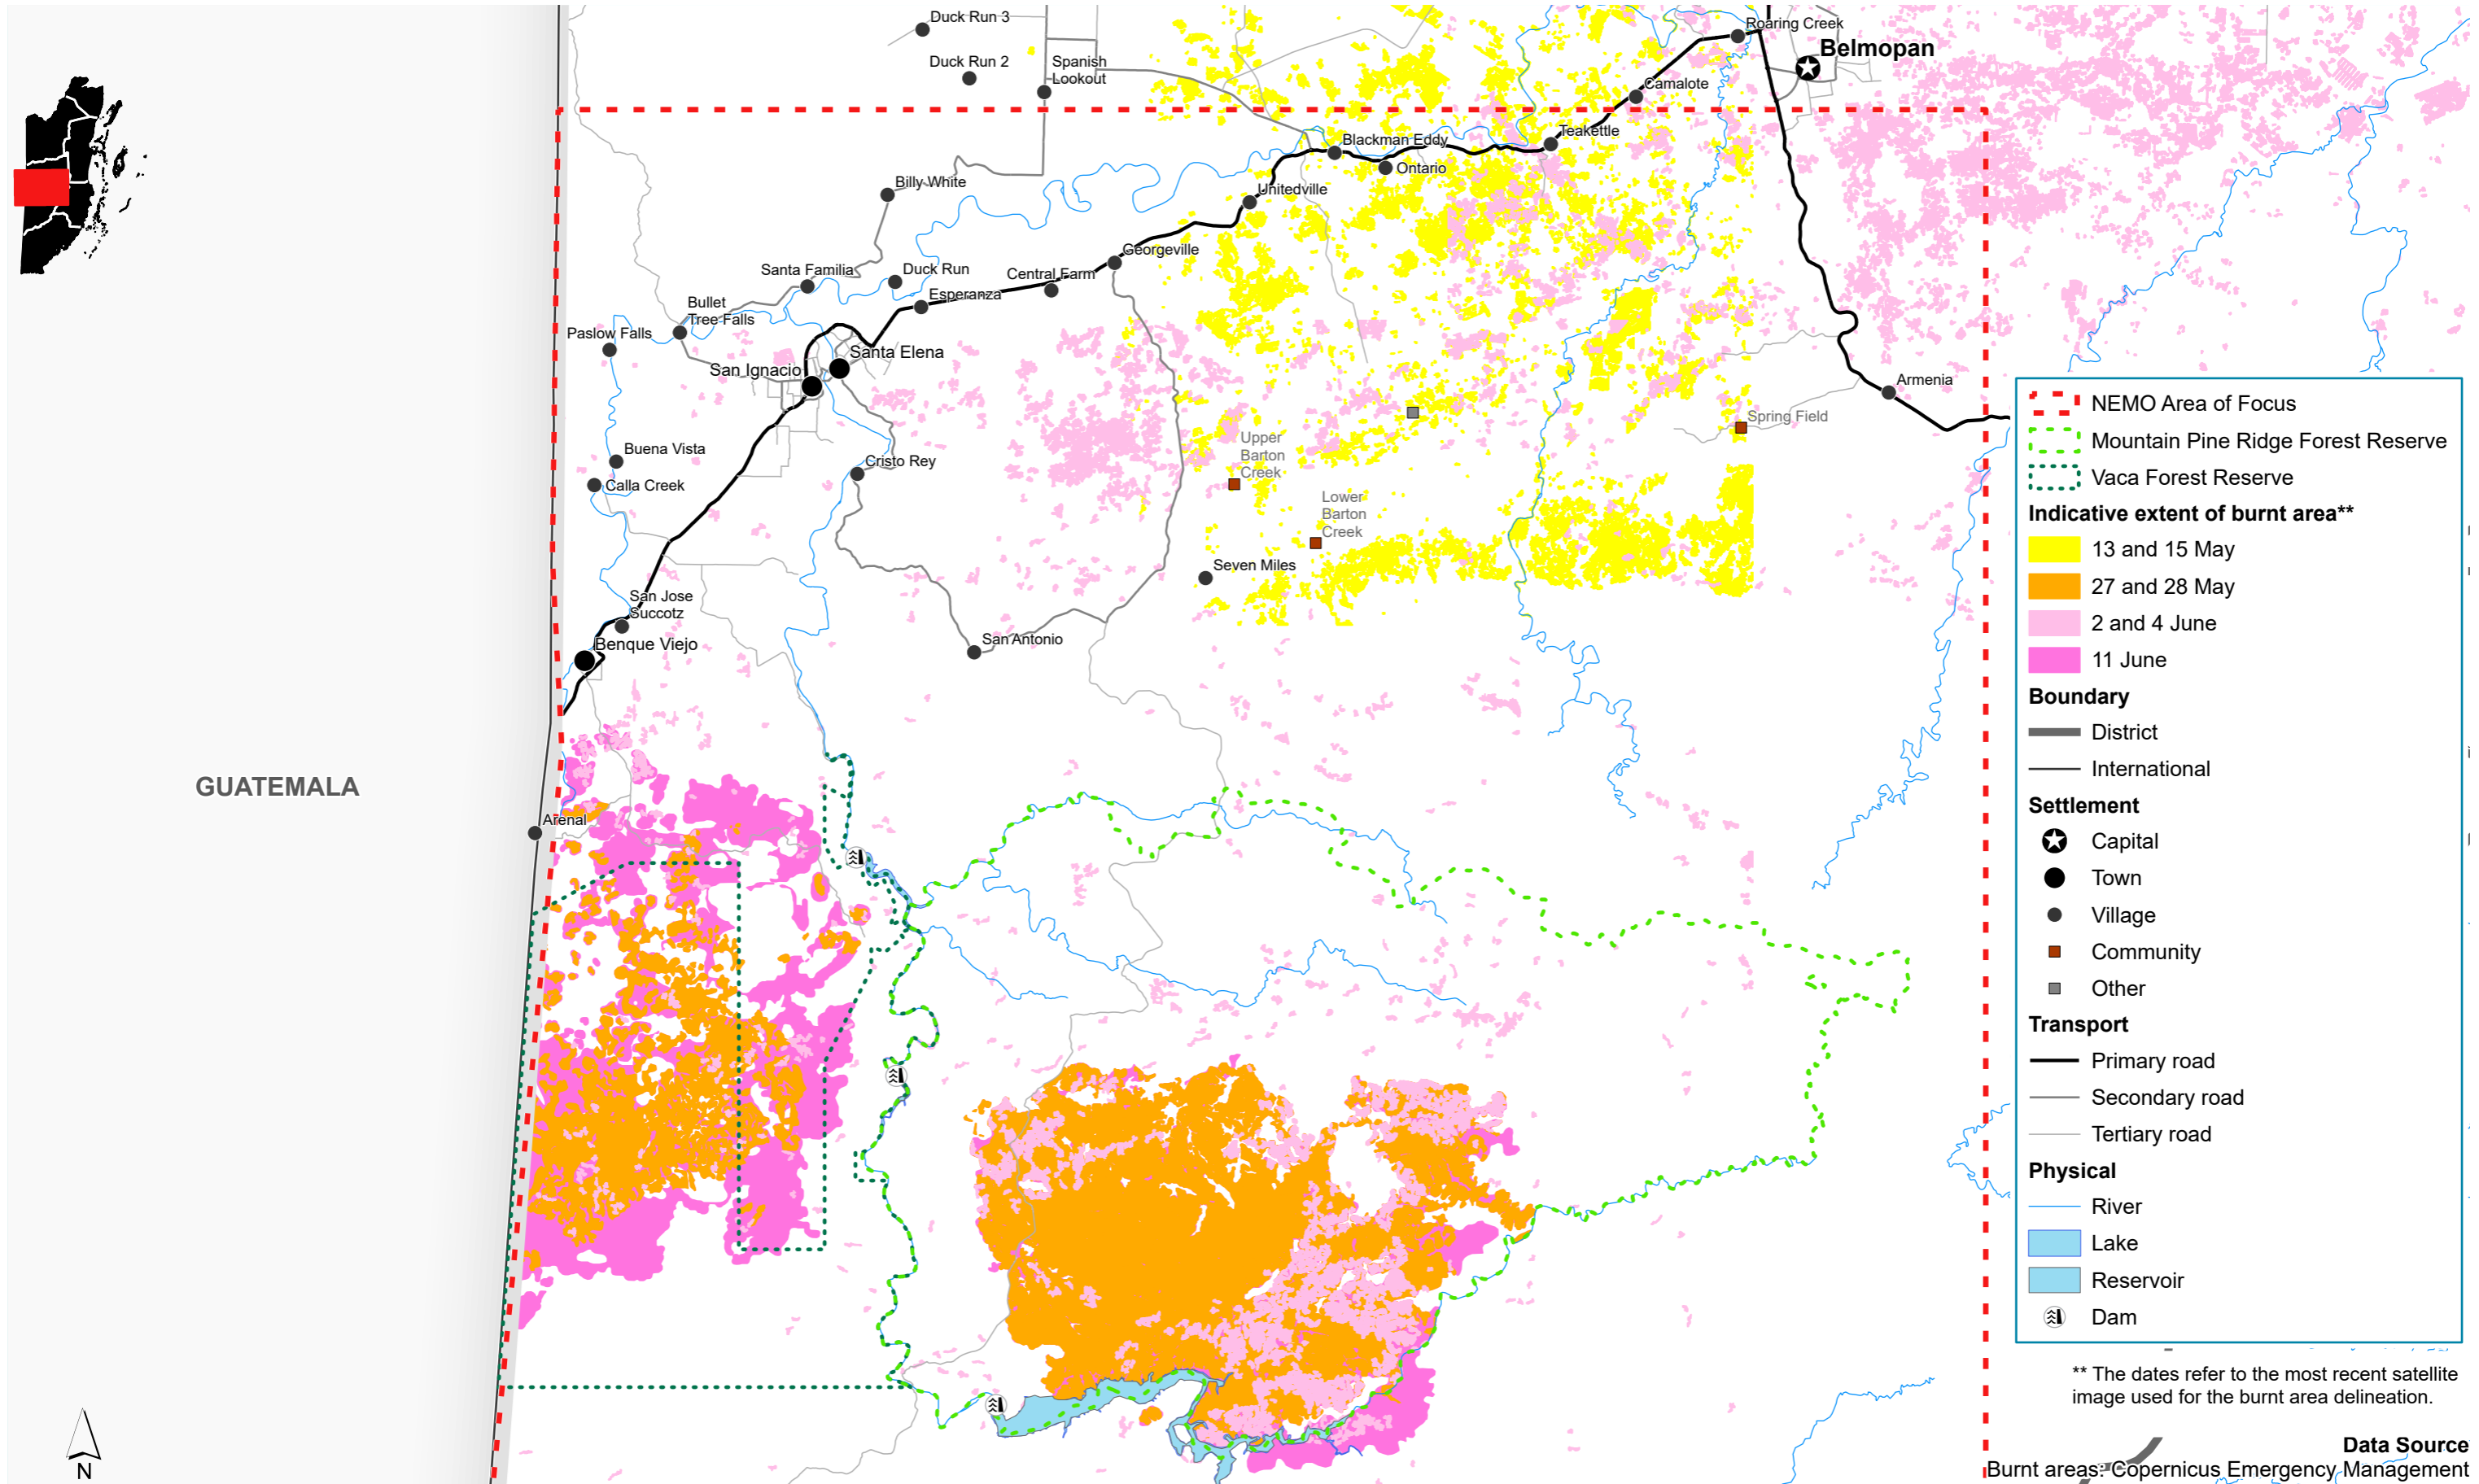 Duck Run 3
Roaring Creek
Belmopan
Duck Run 2
Spanish
Lookout
Camalote
Teakettle
Blackman Eddy
Ontario
Billy White
Unitedville
Georgeville
Santa Familia
Duck Run
Central Farm
Esperanza
Bullet
Tree Falls
Paslow Falls
Santa Elena
San Ignacio
Armenia
Spring Field
Upper
Barton
Creek
Buena Vista
Cristo Rey
Calla Creek
Lower
Barton
Creek
Seven Miles
San Jose
Succotz
San Antonio
Benque Viejo
GUATEMALA
Arenal
N
NEMO Area of Focus
Mountain Pine Ridge Forest Reserve
Vaca Forest Reserve
Indicative extent of burnt area**
13 and 15 May
27 and 28 May
2 and 4 June
11 June
Boundary
District
International
Settlement
Capital
Town
Village
Community
Other
Transport
Primary road
Secondary road
Tertiary road
Physical
River
Lake
Reservoir
Dam
** The dates refer to the most recent satellite
image used for the burnt area delineation.
Data Source
Burnt areas: Copernicus Emergency Management